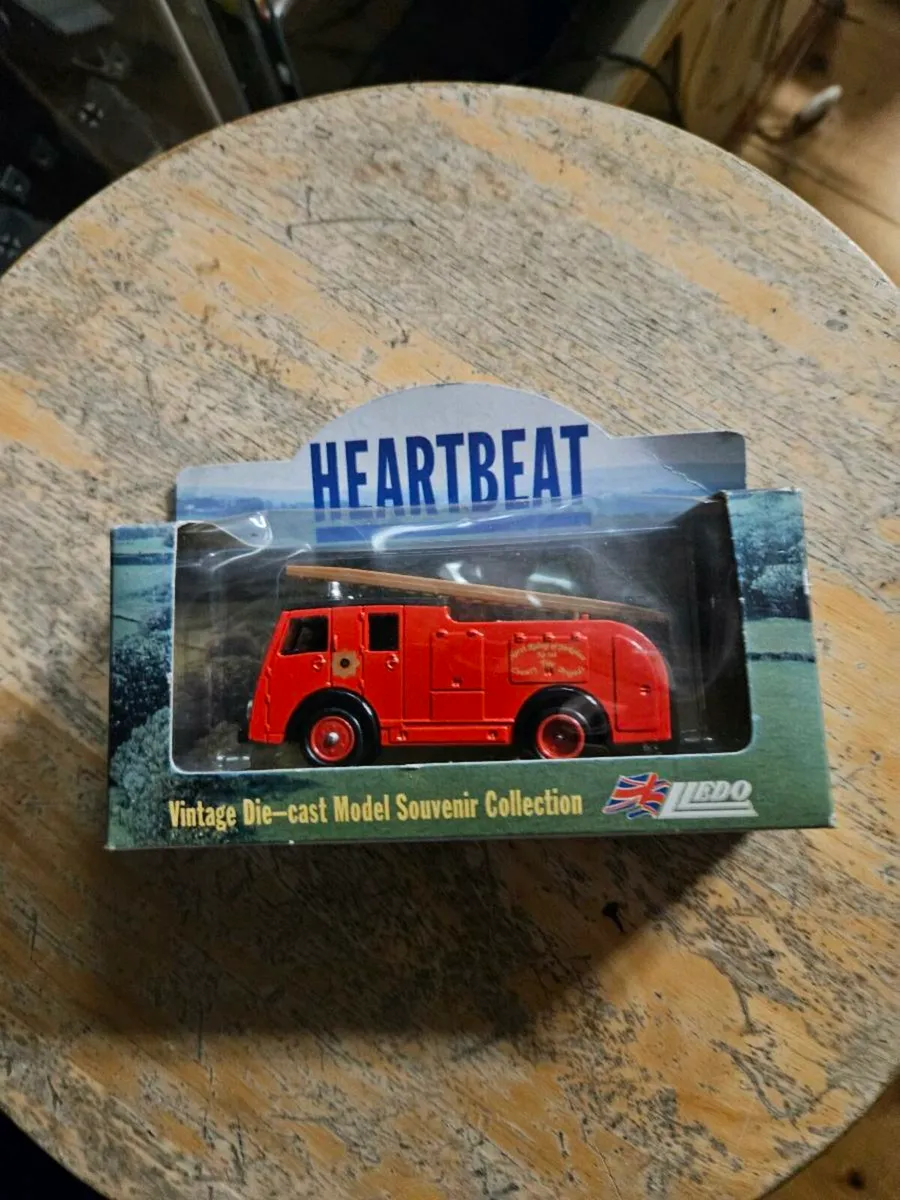 HEARTBEAT
Vintage Die-cast Model Souvenir Collection
LLEDO